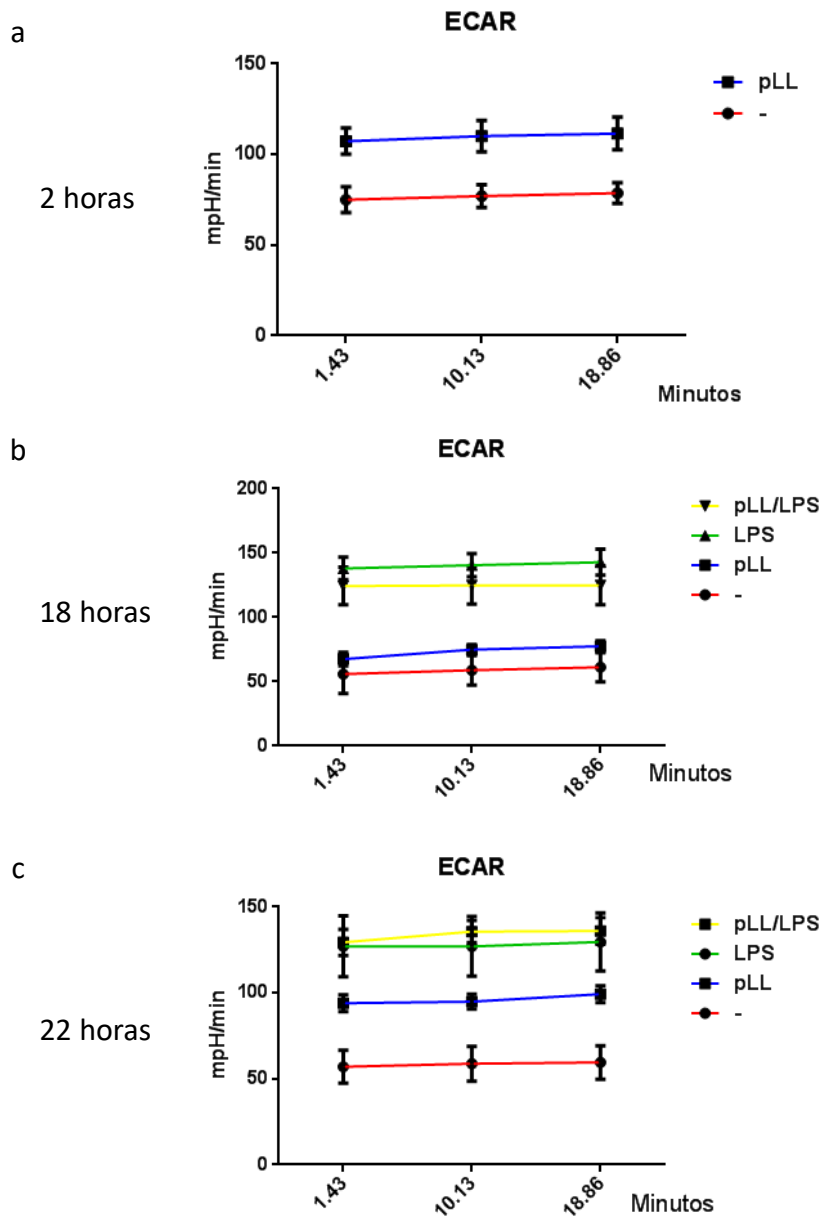 a
ECAR
150
100
50
0
mpH/min
1.43
10.13
18.86
Minutos
pLL
-
2 horas
b
ECAR
200
150
100
50
0
mpH/min
1.43
10.13
18.86
Minutos
pLL/LPS
LPS
pLL
-
18 horas
c
ECAR
150
100
50
0
mpH/min
1.43
10.13
18.86
Minutos
pLL/LPS
LPS
pLL
-
22 horas